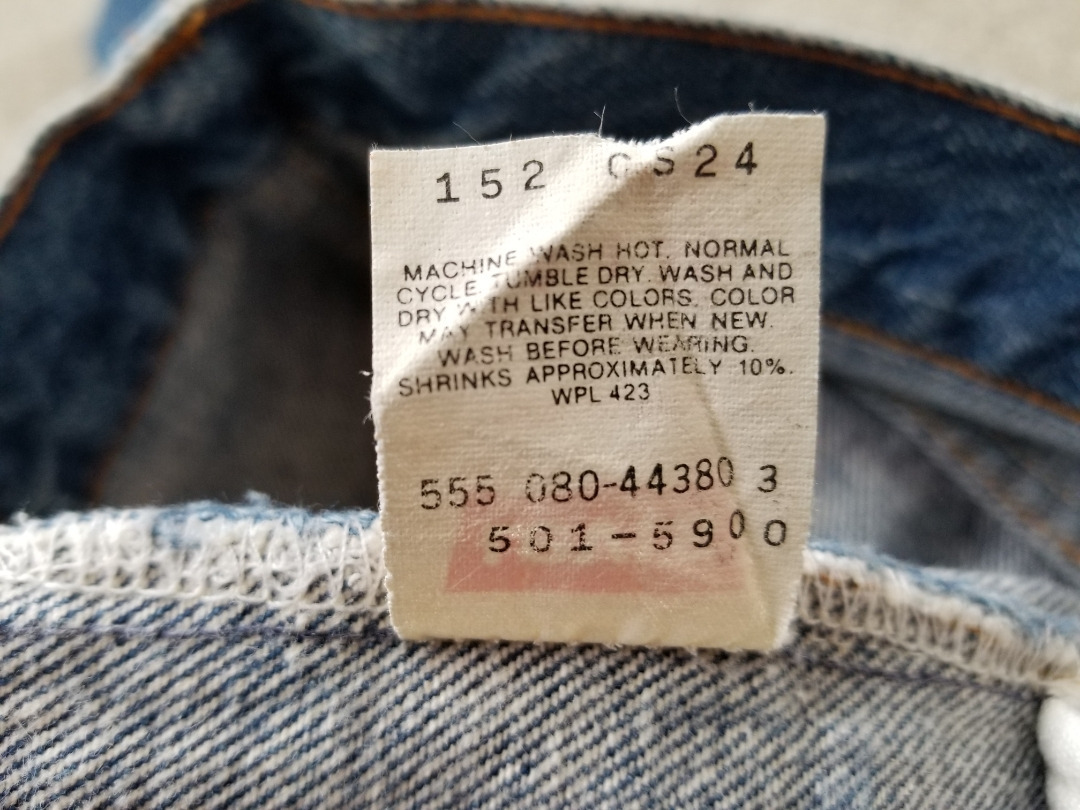 152 0S24
MACHINE WASH HOT. NORMAL
CYCLE. TUMBLE DRY. WASH AND
DRY WITH LIKE COLORS. COLOR
MAY TRANSFER WHEN NEW.
WASH BEFORE WEARING.
SHRINKS APPROXIMATELY 10%.
WPL 423
555 080-44380 3
501-5900